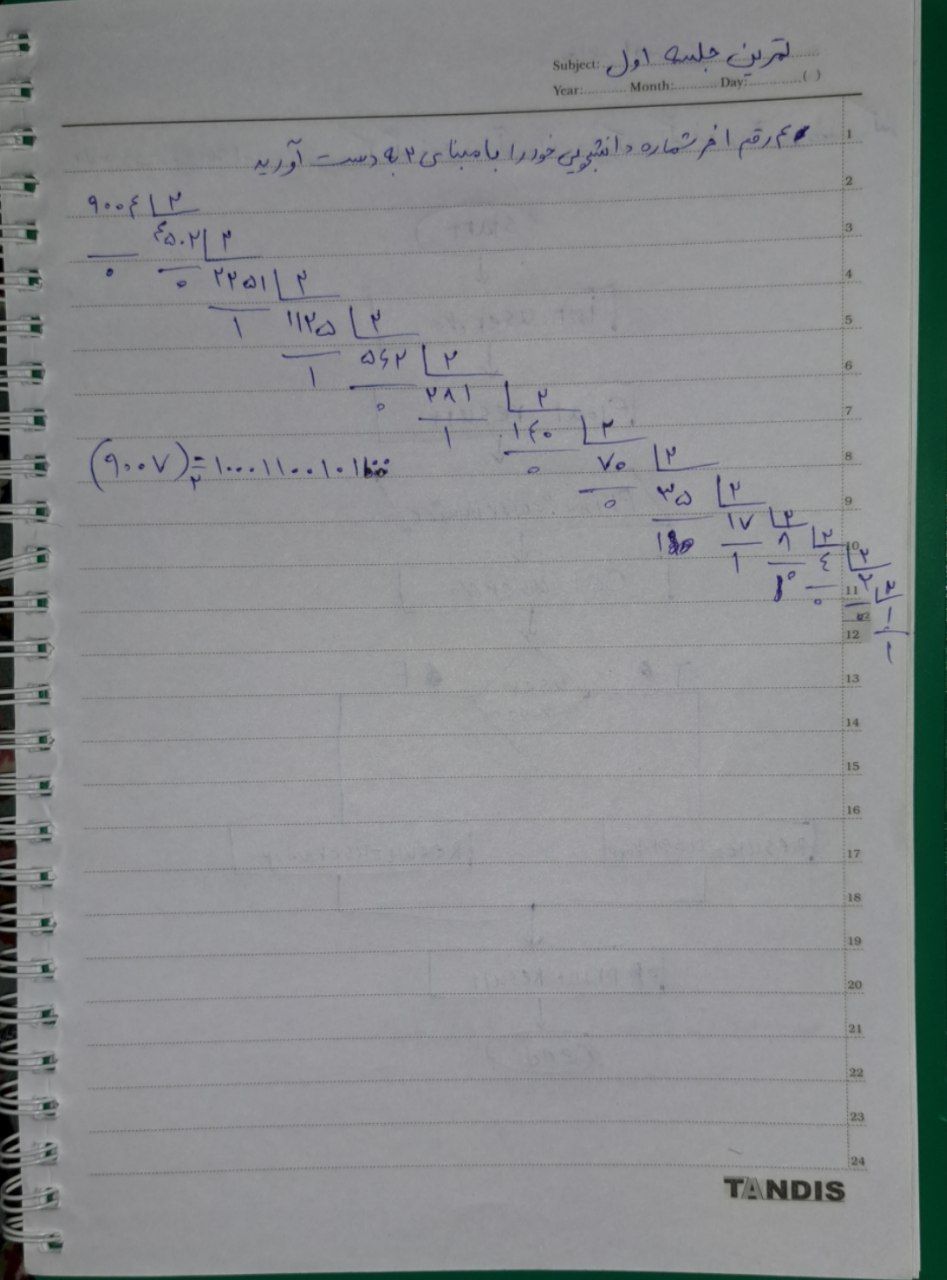 Subject: تمرین جلسه اول
Year: Month: Day: ( )
۴ رقم اخر شماره دانشجویی خود را با مبنای ۲ به دست آورید
۹۰۰۴ ۲
۴۵۰۲ ۲
۰ ۰ ۲۲۵۱ ۲
۱ ۱۱۲۵ ۲
۱ ۵۶۲ ۲
۰ ۲۸۱ ۲
۱ ۱۴۰ ۲
۰ ۷۰ ۲
۰ ۳۵ ۲
۱ ۱۷ ۲
۱ ۸ ۲
۰ ۴ ۲
۰ ۲ ۲
۰ ۱
۱
(۹۰۰۷)۲ = ۱۰۰۰۱۱۰۰۱۰۱۱۰۰
1
2
3
4
5
6
7
8
9
10
11
12
13
14
15
16
17
18
19
20
21
22
23
24
TANDIS